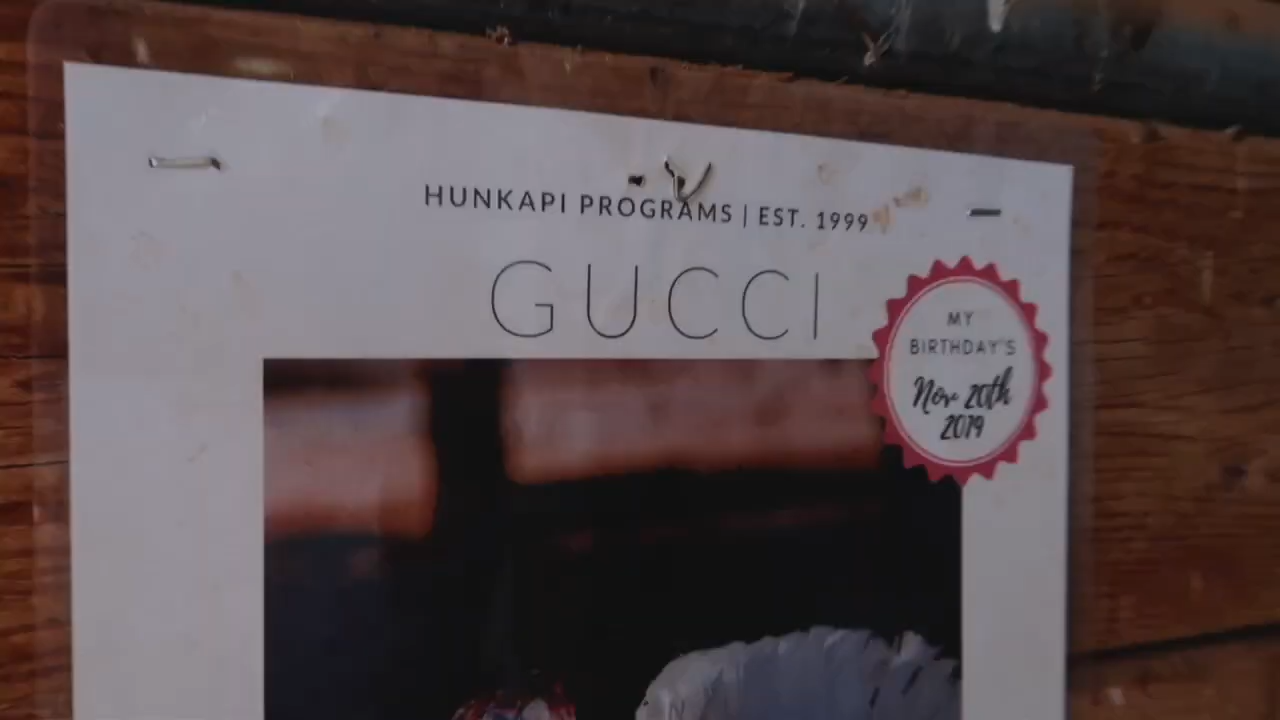 HUNKAPI PROGRAMS | EST. 1999
GUCCI
MY
BIRTHDAY'S
Nov 20th
2019